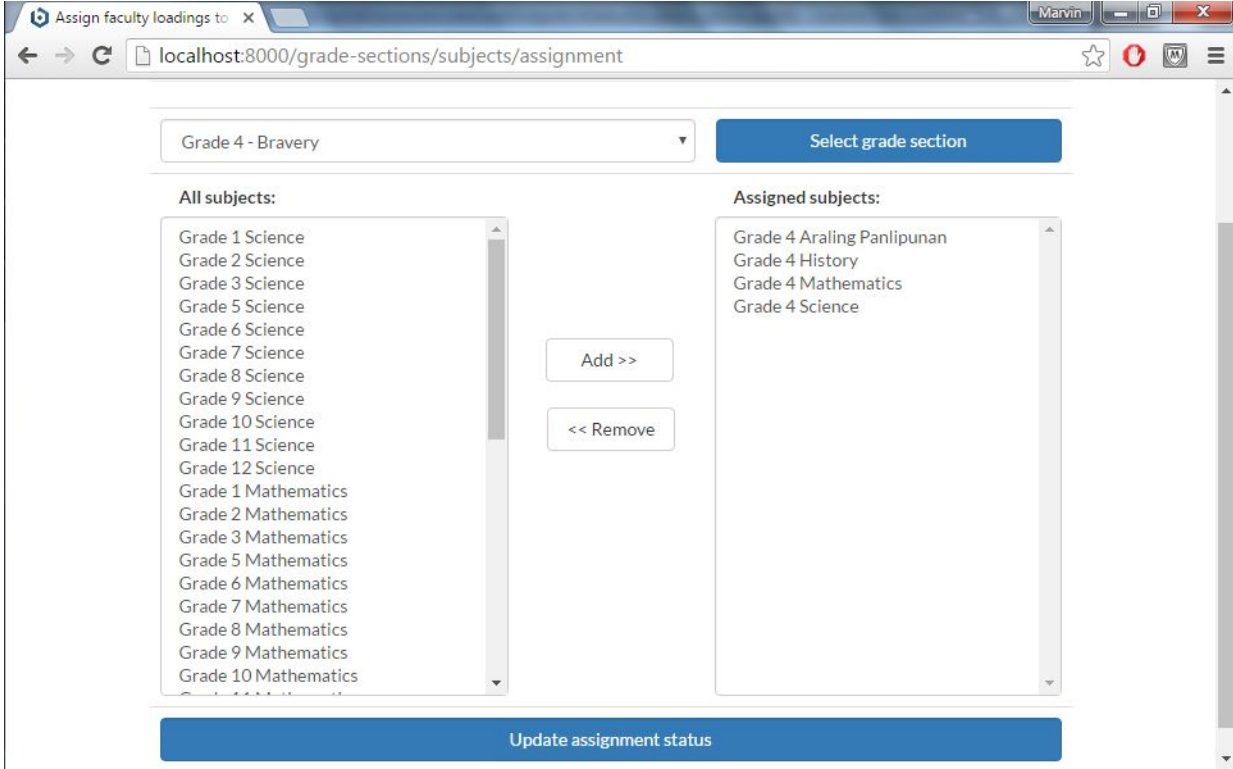 Assign faculty loadings to
Marvin
localhost:8000/grade-sections/subjects/assignment
Grade 4 - Bravery
Select grade section
All subjects:
Grade 1 Science
Grade 2 Science
Grade 3 Science
Grade 5 Science
Grade 6 Science
Grade 7 Science
Grade 8 Science
Grade 9 Science
Grade 10 Science
Grade 11 Science
Grade 12 Science
Grade 1 Mathematics
Grade 2 Mathematics
Grade 3 Mathematics
Grade 5 Mathematics
Grade 6 Mathematics
Grade 7 Mathematics
Grade 8 Mathematics
Grade 9 Mathematics
Grade 10 Mathematics
Add >>
<< Remove
Assigned subjects:
Grade 4 Araling Panlipunan
Grade 4 History
Grade 4 Mathematics
Grade 4 Science
Update assignment status